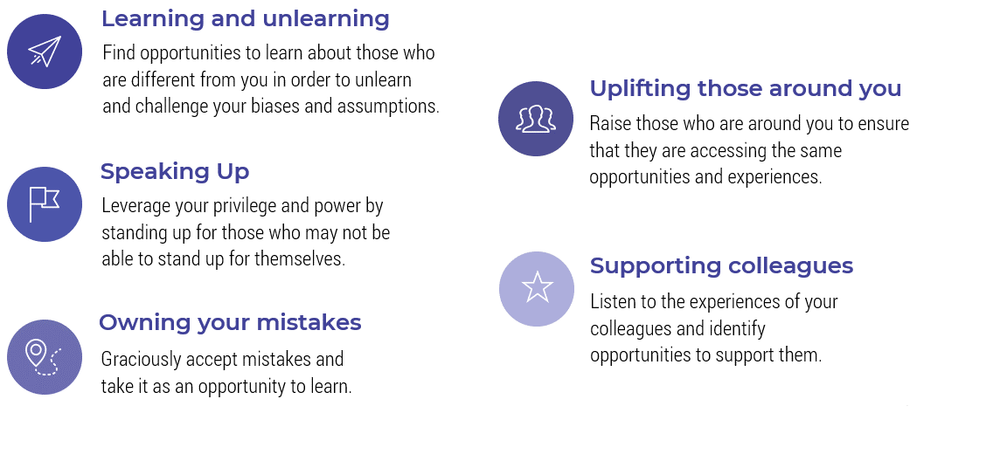 Learning and unlearning
Find opportunities to learn about those who
are different from you in order to unlearn
and challenge your biases and assumptions.
Speaking Up
Leverage your privilege and power by
standing up for those who may not be
able to stand up for themselves.
Owning your mistakes
Graciously accept mistakes and
take it as an opportunity to learn.
Uplifting those around you
Raise those who are around you to ensure
that they are accessing the same
opportunities and experiences.
Supporting colleagues
Listen to the experiences of your
colleagues and identify
opportunities to support them.